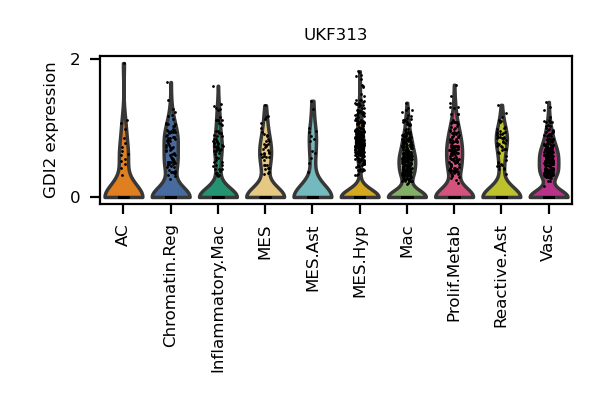 UKF313
GDI2 expression
2
0
AC
Chromatin.Reg
Inflammatory.Mac
MES
MES.Ast
MES.Hyp
Mac
Prolif.Metab
Reactive.Ast
Vasc